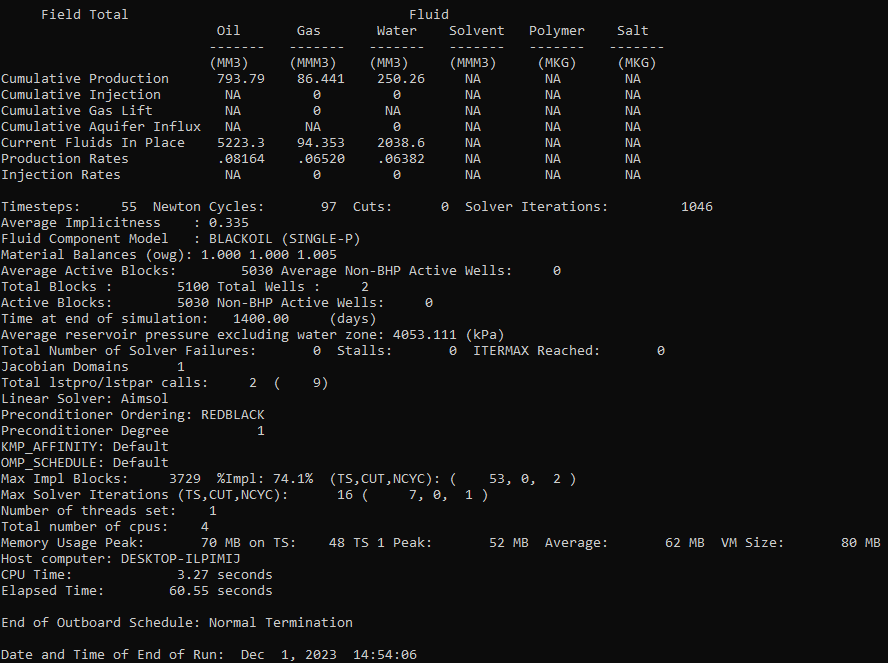 Field Total Fluid
Oil Gas Water Solvent Polymer Salt
------- ------- ------- ------- ------- -------
(MM3) (MMM3) (MM3) (MMM3) (MKG) (MKG)
Cumulative Production 793.79 86.441 250.26 NA NA NA
Cumulative Injection NA 0 0 NA NA NA
Cumulative Gas Lift NA 0 NA NA NA NA
Cumulative Aquifer Influx NA NA 0 NA NA NA
Current Fluids In Place 5223.3 94.353 2038.6 NA NA NA
Production Rates .08164 .06520 .06382 NA NA NA
Injection Rates NA 0 0 NA NA NA
Timesteps: 55 Newton Cycles: 97 Cuts: 0 Solver Iterations: 1046
Average Implicitness : 0.335
Fluid Component Model : BLACKOIL (SINGLE-P)
Material Balances (owg): 1.000 1.000 1.005
Average Active Blocks: 5030 Average Non-BHP Active Wells: 0
Total Blocks : 5100 Total Wells : 2
Active Blocks: 5030 Non-BHP Active Wells: 0
Time at end of simulation: 1400.00 (days)
Average reservoir pressure excluding water zone: 4053.111 (kPa)
Total Number of Solver Failures: 0 Stalls: 0 ITERMAX Reached: 0
Jacobian Domains 1
Total lstpro/lstpar calls: 2 ( 9)
Linear Solver: Aimsol
Preconditioner Ordering: REDBLACK
Preconditioner Degree 1
KMP_AFFINITY: Default
OMP_SCHEDULE: Default
Max Impl Blocks: 3729 %Impl: 74.1% (TS,CUT,NCYC): ( 53, 0, 2 )
Max Solver Iterations (TS,CUT,NCYC): 16 ( 7, 0, 1 )
Number of threads set: 1
Total number of cpus: 4
Memory Usage Peak: 70 MB on TS: 48 TS 1 Peak: 52 MB Average: 62 MB VM Size: 80 MB
Host computer: DESKTOP-ILPIMIJ
CPU Time: 3.27 seconds
Elapsed Time: 60.55 seconds
End of Outboard Schedule: Normal Termination
Date and Time of End of Run: Dec 1, 2023 14:54:06